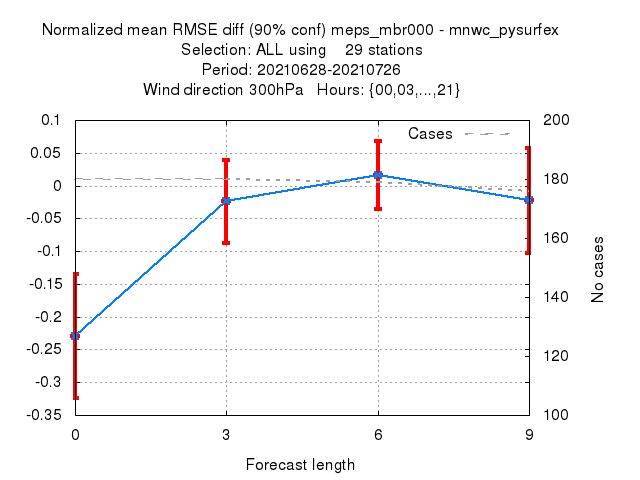 Normalized mean RMSE diff (90% conf) meps_mbr000 - mnwc_pysurfex
Selection: ALL using 29 stations
Period: 20210628-20210726
Wind direction 300hPa Hours: {00,03,...,21}
0.1
0.05
0
-0.05
-0.1
-0.15
-0.2
-0.25
-0.3
-0.35
Cases
200
180
160
140
120
100
No cases
0
3
6
9
Forecast length